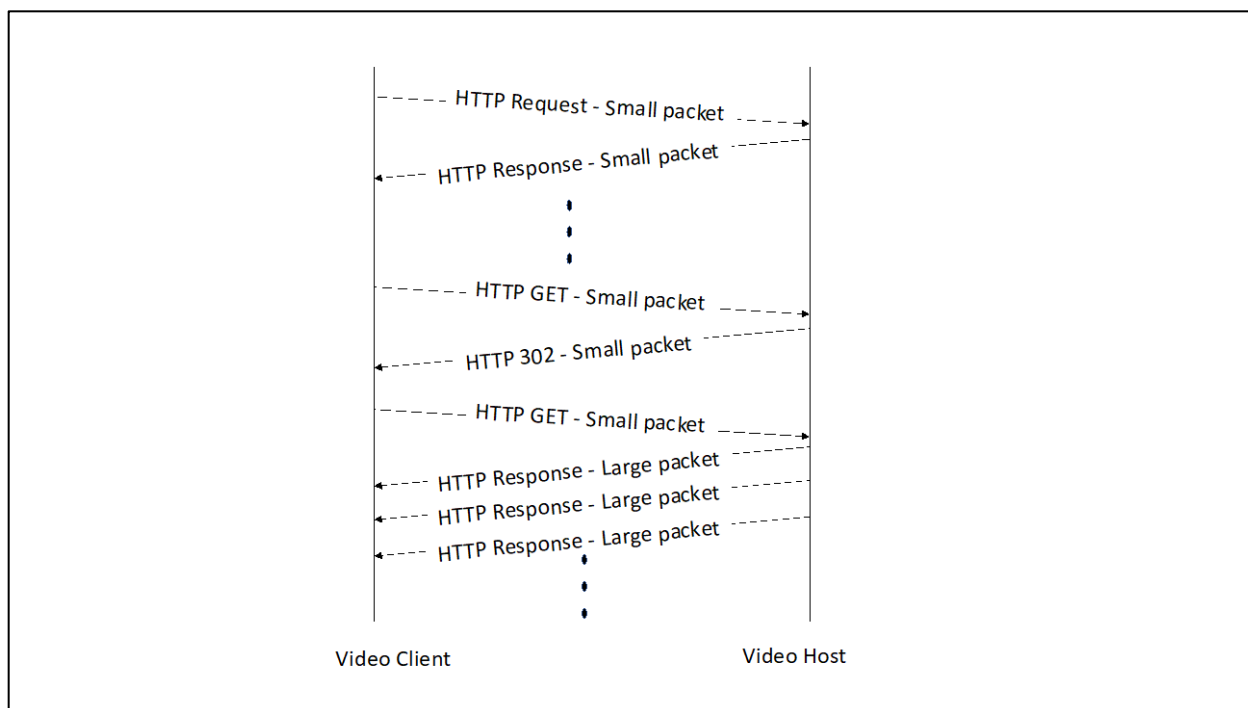 HTTP Request - Small packet
HTTP Response - Small packet
HTTP GET - Small packet
HTTP 302 - Small packet
HTTP GET - Small packet
HTTP Response - Large packet
HTTP Response - Large packet
HTTP Response - Large packet
Video Client
Video Host